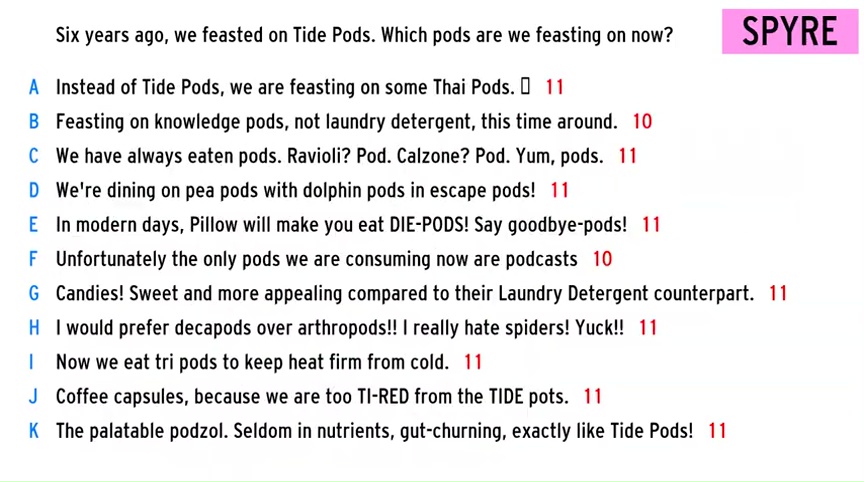 Six years ago, we feasted on Tide Pods. Which pods are we feasting on now?
SPYRE
A Instead of Tide Pods, we are feasting on some Thai Pods. ▯ 11
B Feasting on knowledge pods, not laundry detergent, this time around. 10
C We have always eaten pods. Ravioli? Pod. Calzone? Pod. Yum, pods. 11
D We're dining on pea pods with dolphin pods in escape pods! 11
E In modern days, Pillow will make you eat DIE-PODS! Say goodbye-pods! 11
F Unfortunately the only pods we are consuming now are podcasts 10
G Candies! Sweet and more appealing compared to their Laundry Detergent counterpart. 11
H I would prefer decapods over arthropods!! I really hate spiders! Yuck!! 11
I Now we eat tri pods to keep heat firm from cold. 11
J Coffee capsules, because we are too TI-RED from the TIDE pots. 11
K The palatable podzol. Seldom in nutrients, gut-churning, exactly like Tide Pods! 11